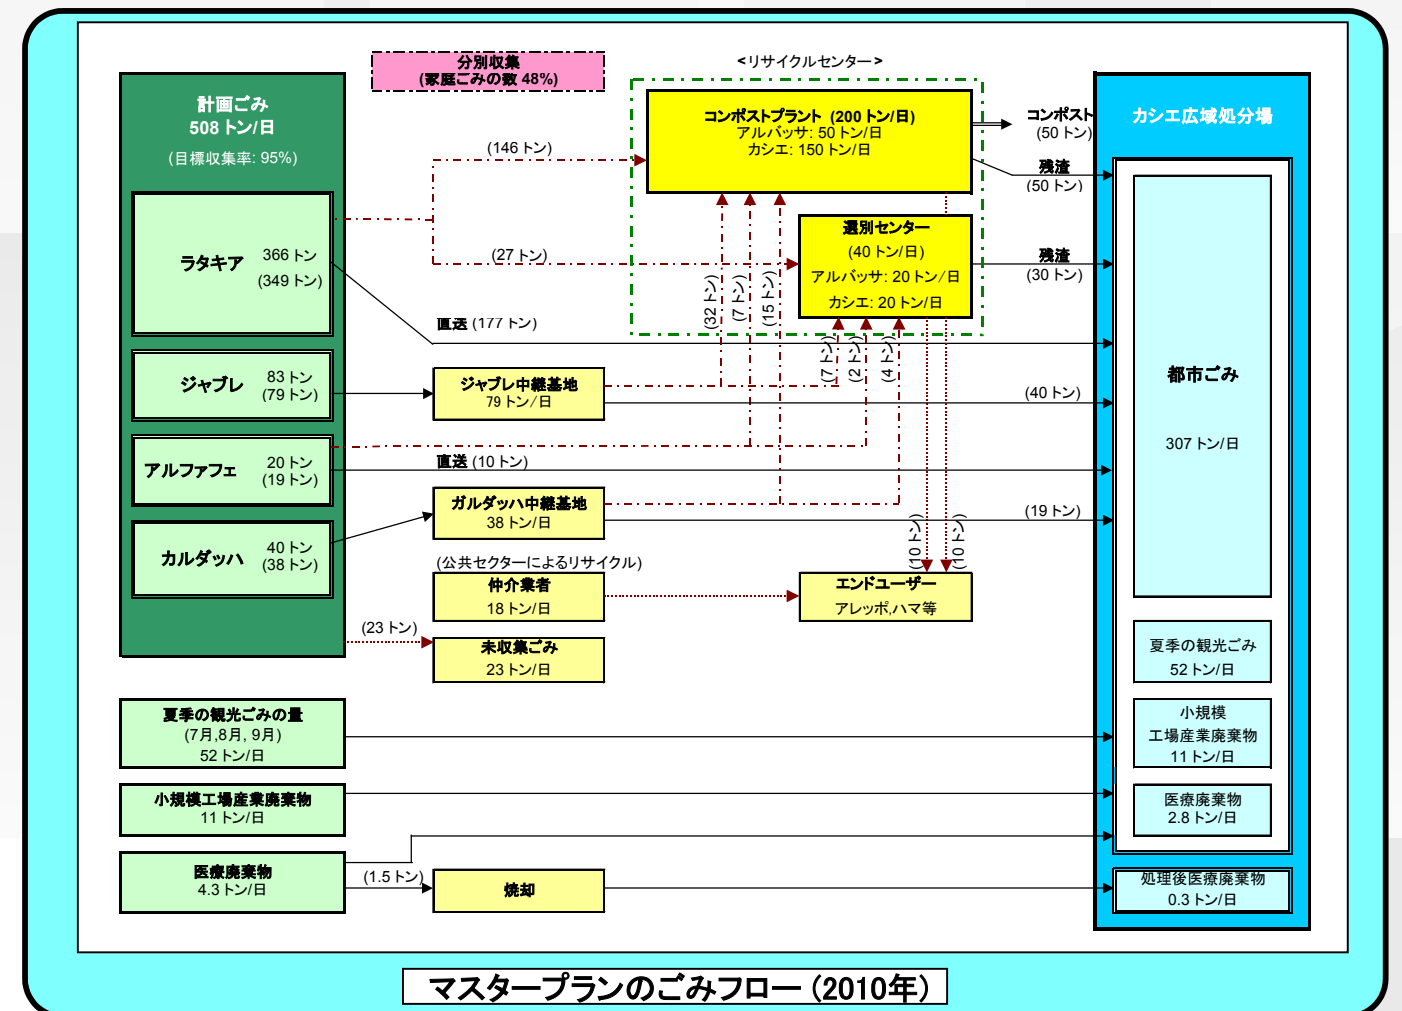 分別収集
(家庭ごみの数 48%)
<リサイクルセンター>
計画ごみ
508 トン/日
(目標収集率: 95%)
ラタキア
366 トン
(349 トン)
ジャブレ
83 トン
(79 トン)
アルファフェ
20 トン
(19 トン)
カルダッハ
40 トン
(38 トン)
(146 トン)
(27 トン)
直送 (177 トン)
ジャブレ中継基地
79 トン/日
直送 (10 トン)
ガルダッハ中継基地
38 トン/日
(公共セクターによるリサイクル)
仲介業者
18 トン/日
(23 トン)
未収集ごみ
23 トン/日
コンポストプラント (200 トン/日)
アルバッサ: 50 トン/日
カシエ: 150 トン/日
選別センター
(40 トン/日)
アルバッサ: 20 トン/日
カシエ: 20 トン/日
(32 トン)
(7 トン)
(15 トン)
(7 トン)
(2 トン)
(4 トン)
(10 トン)
(10 トン)
エンドユーザー
アレッポ,ハマ等
コンポスト
(50 トン)
残渣
(50 トン)
残渣
(30 トン)
(40 トン)
(19 トン)
カシエ広域処分場
都市ごみ
307 トン/日
夏季の観光ごみ
52 トン/日
小規模
工場産業廃棄物
11 トン/日
医療廃棄物
2.8 トン/日
処理後医療廃棄物
0.3 トン/日
夏季の観光ごみの量
(7月,8月, 9月)
52 トン/日
小規模工場産業廃棄物
11 トン/日
医療廃棄物
4.3 トン/日
(1.5 トン)
焼却
マスタープランのごみフロー (2010年)